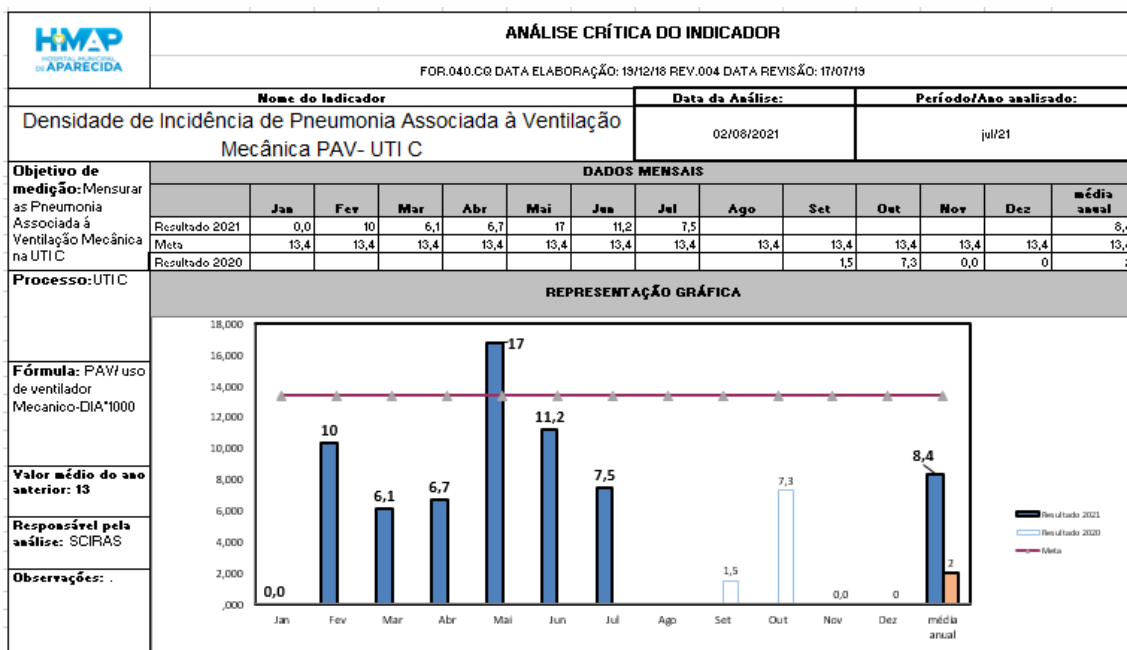 HMAP
HOSPITAL MUNICIPAL
DE APARECIDA
ANÁLISE CRÍTICA DO INDICADOR
FOR.040.CQ DATA ELABORAÇÃO: 19/12/18 REV.004 DATA REVISÃO: 17/07/19
Nome do Indicador
Data da Análise:
Período/Ano analisado:
Densidade de Incidência de Pneumonia Associada à Ventilação
Mecânica PAV- UTI C
02/08/2021
jul/21
Objetivo de
medição: Mensurar
as Pneumonia
Associada á
Ventilação Mecânica
na UTI C
DADOS MENSAIS
Jan Fev Mar Abr Mai Jun Jul Ago Set Out Nov Dez média anual
Resultado 2021 0,0 10 6,1 6,7 17 11,2 7,5 8,4
Meta 13,4 13,4 13,4 13,4 13,4 13,4 13,4 13,4 13,4 13,4 13,4 13,4 13,4
Resultado 2020 1,5 7,3 0,0 0
Processo: UTI C
Fórmula: PAV/ uso
de ventilador
Mecanico-DIA*1000
Valor médio do ano
anterior: 13
Responsável pela
análise: SCIRAS
Observações: .
REPRESENTAÇÃO GRÁFICA
18,000
16,000
14,000
12,000
10,000
8,000
6,000
4,000
2,000
,000
0,0
10
6,1
6,7
17
11,2
7,5
1,5
7,3
0,0
0
8,4
2
Jan Fev Mar Abr Mai Jun Jul Ago Set Out Nov Dez média
anual
Resultado 2021
Resultado 2020
Meta